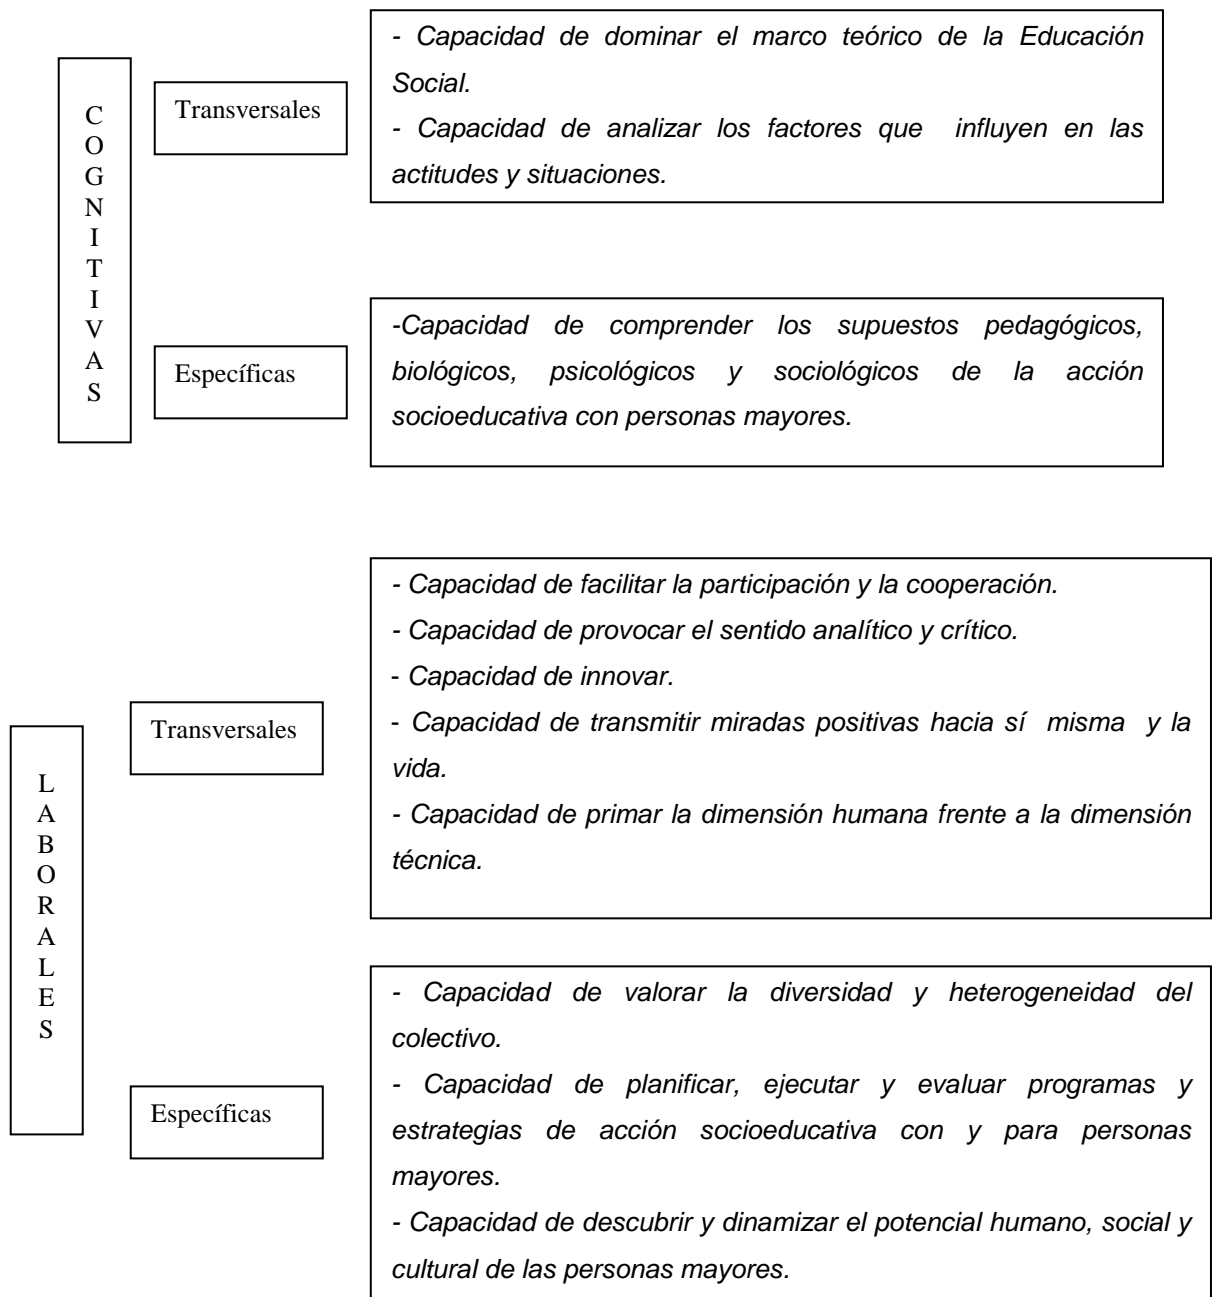 COGNITIVAS
Transversales
- Capacidad de dominar el marco teórico de la Educación
Social.
- Capacidad de analizar los factores que influyen en las
actitudes y situaciones.
Específicas
-Capacidad de comprender los supuestos pedagógicos,
biológicos, psicológicos y sociológicos de la acción
socioeducativa con personas mayores.
LABORALES
Transversales
- Capacidad de facilitar la participación y la cooperación.
- Capacidad de provocar el sentido analítico y crítico.
- Capacidad de innovar.
- Capacidad de transmitir miradas positivas hacia sí misma y la
vida.
- Capacidad de primar la dimensión humana frente a la dimensión
técnica.
Específicas
- Capacidad de valorar la diversidad y heterogeneidad del
colectivo.
- Capacidad de planificar, ejecutar y evaluar programas y
estrategias de acción socioeducativa con y para personas
mayores.
- Capacidad de descubrir y dinamizar el potencial humano, social y
cultural de las personas mayores.